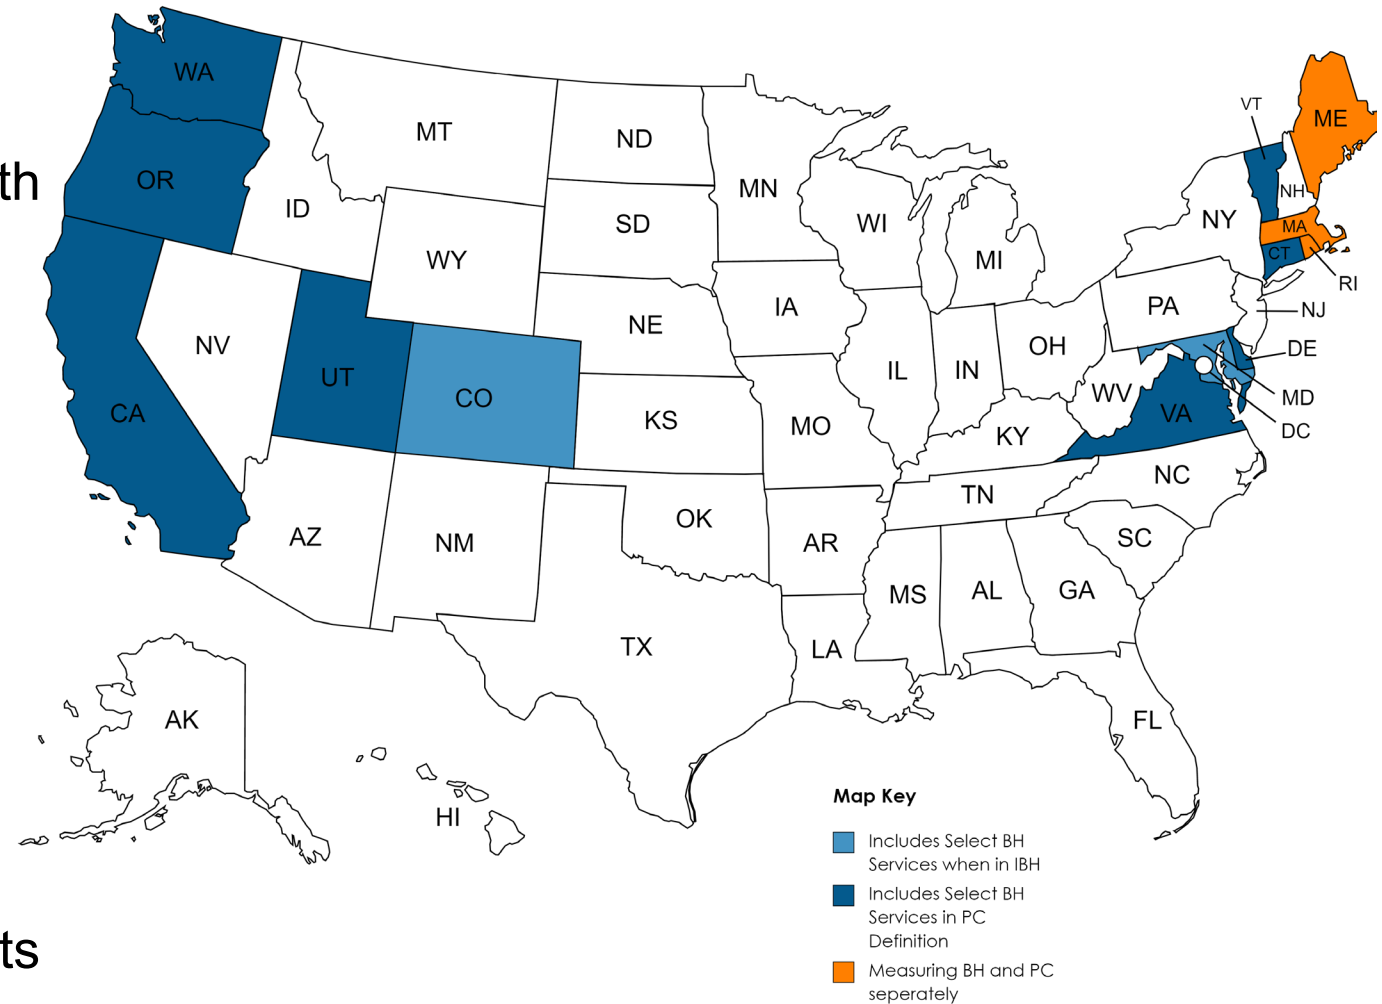 WA
VT
ME
MT
ND
th
OR
MN
NH
ID
SD
WI
NY
MA
CT
WY
MI
RI
IA
PA
NJ
NE
NV
OH
DE
UT
IL
IN
CO
WV
MD
CA
KS
MO
VA
DC
KY
NC
TN
OK
AZ
NM
AR
SC
MS
AL
GA
TX
LA
AK
FL
HI
Map Key
Includes Select BH
Services when in IBH
Includes Select BH
Services in PC
Definition
ts
Measuring BH and PC
seperately